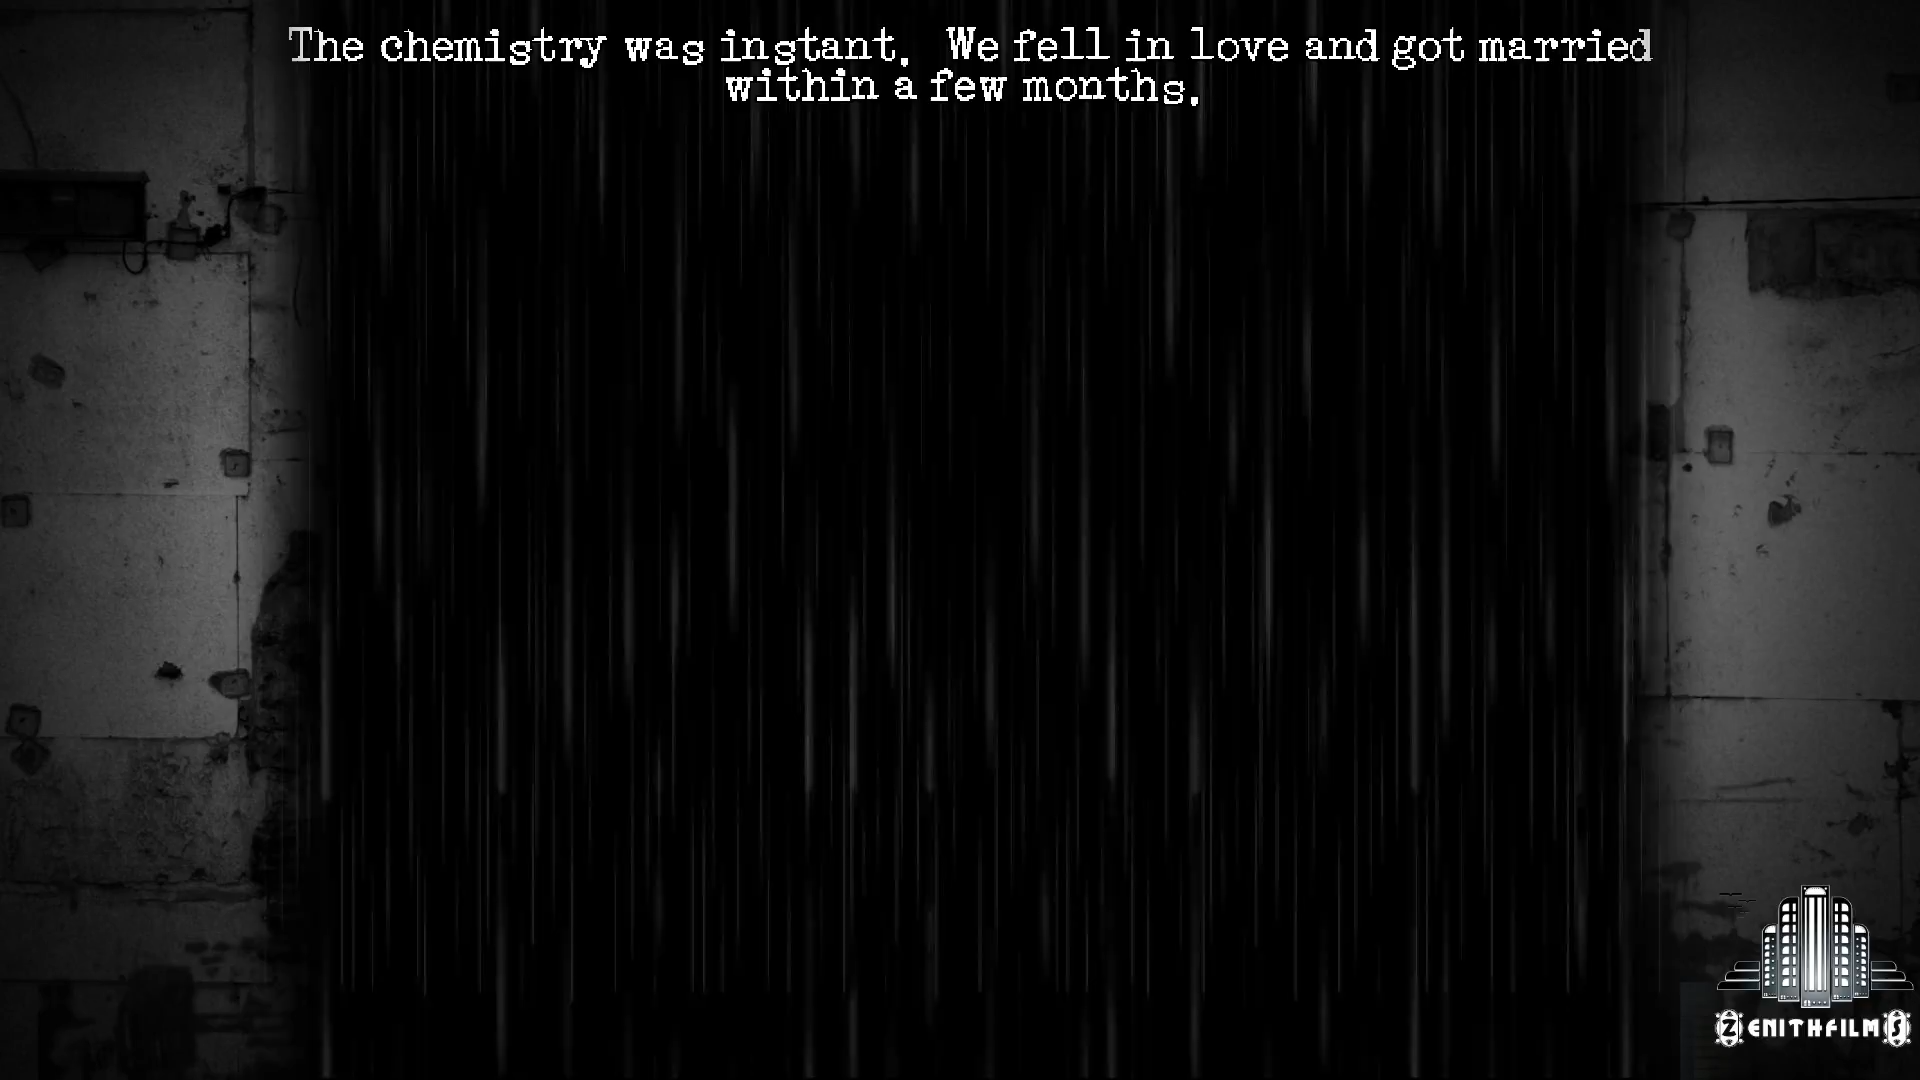 The chemistry was instant.  We fell in love and got married
within a few months.
ZENITHFILMS